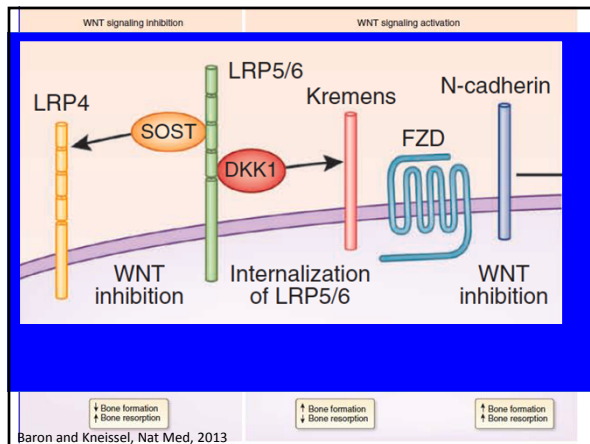 WNT signaling inhibition
WNT signaling activation
LRP5/6
LRP4
Kremens
N-cadherin
SOST
FZD
DKK1
WNT
inhibition
Internalization
of LRP5/6
WNT
inhibition
↓ Bone formation
↑ Bone resorption
↑ Bone formation
↓ Bone resorption
↑ Bone formation
↑ Bone resorption
Baron and Kneissel, Nat Med, 2013